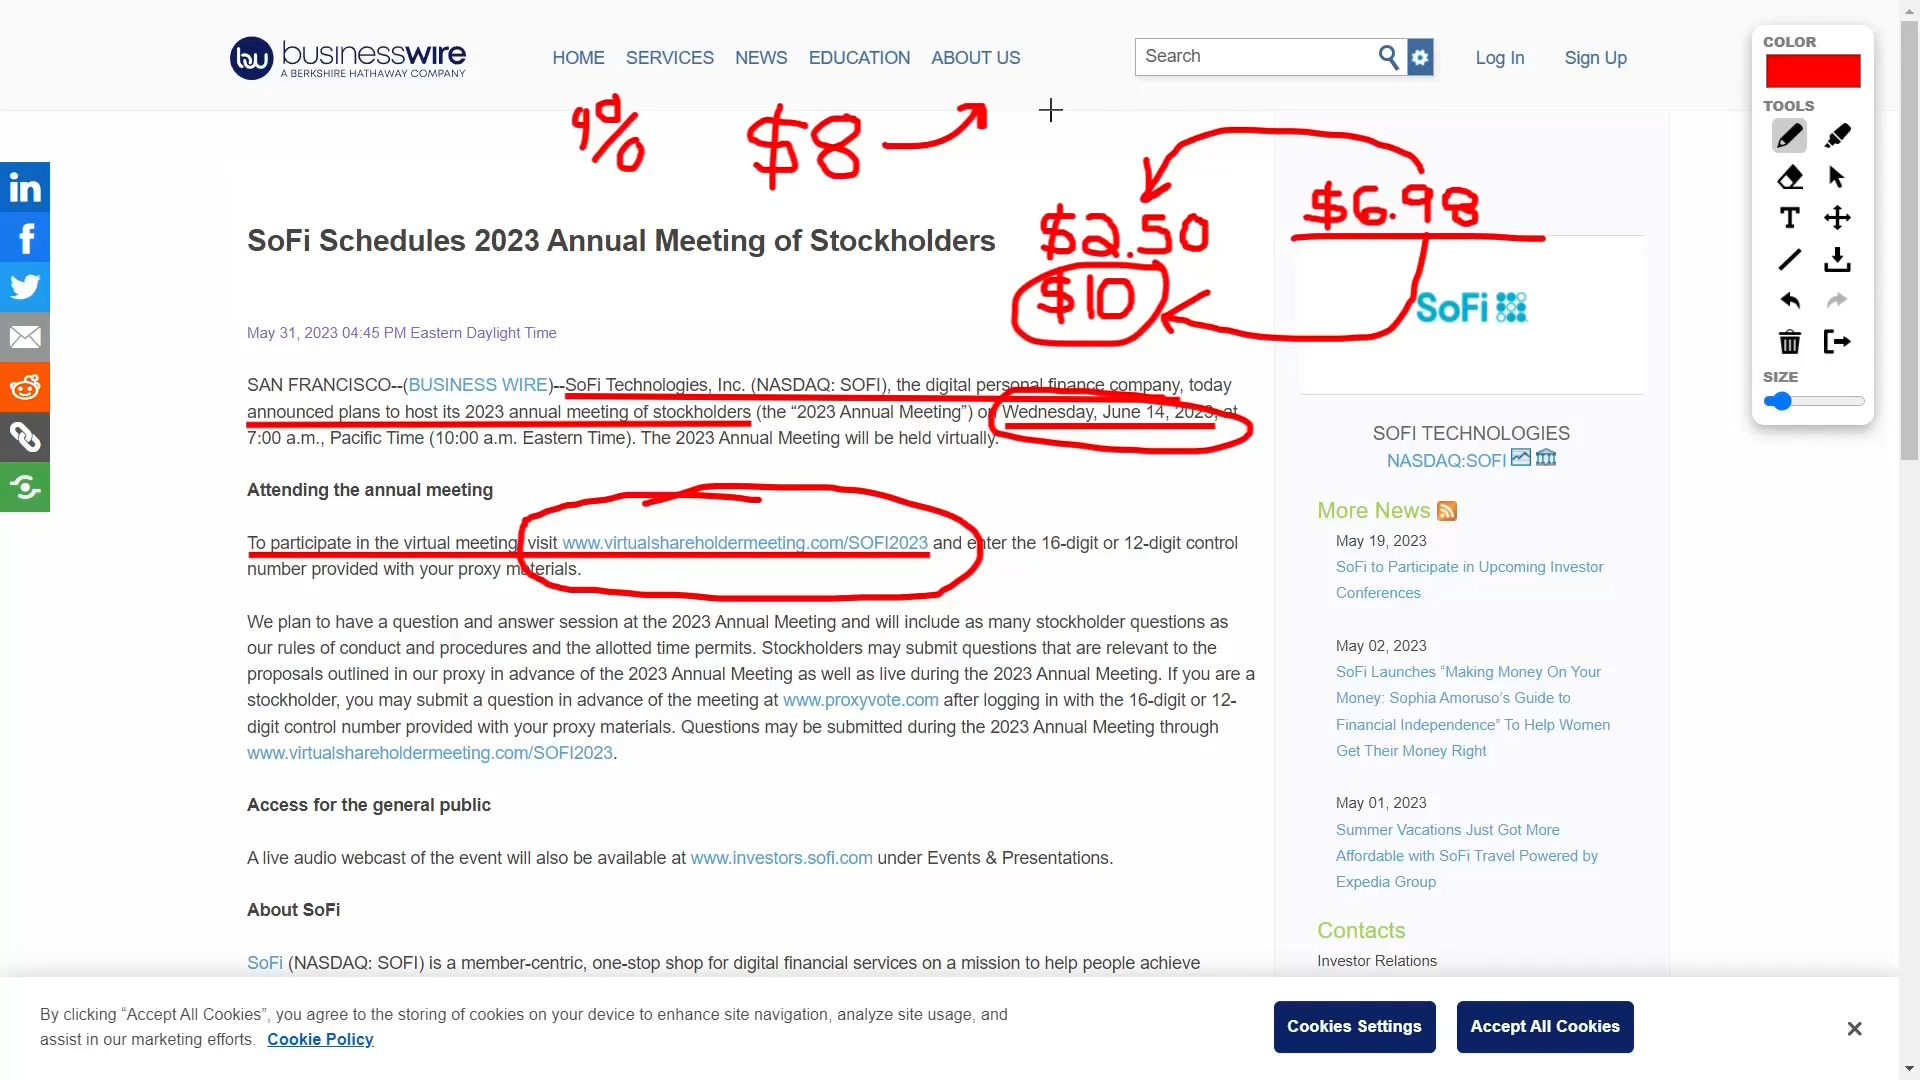 businesswire
A BERKSHIRE HATHAWAY COMPANY
HOME SERVICES NEWS EDUCATION ABOUT US
Search
Log In Sign Up
COLOR
TOOLS
T
SIZE
$8
$2.50
$10
$6.98
SoFi Schedules 2023 Annual Meeting of Stockholders
May 31, 2023 04:45 PM Eastern Daylight Time
SAN FRANCISCO--(BUSINESS WIRE)--SoFi Technologies, Inc. (NASDAQ: SOFI), the digital personal finance company, today
announced plans to host its 2023 annual meeting of stockholders (the “2023 Annual Meeting”) on Wednesday, June 14, 2023, at
7:00 a.m., Pacific Time (10:00 a.m. Eastern Time). The 2023 Annual Meeting will be held virtually.
Attending the annual meeting
To participate in the virtual meeting, visit www.virtualshareholdermeeting.com/SOFI2023 and enter the 16-digit or 12-digit control
number provided with your proxy materials.
We plan to have a question and answer session at the 2023 Annual Meeting and will include as many stockholder questions as
our rules of conduct and procedures and the allotted time permits. Stockholders may submit questions that are relevant to the
proposals outlined in our proxy in advance of the 2023 Annual Meeting as well as live during the 2023 Annual Meeting. If you are a
stockholder, you may submit a question in advance of the meeting at www.proxyvote.com after logging in with the 16-digit or 12-
digit control number provided with your proxy materials. Questions may be submitted during the 2023 Annual Meeting through
www.virtualshareholdermeeting.com/SOFI2023.
Access for the general public
A live audio webcast of the event will also be available at www.investors.sofi.com under Events & Presentations.
About SoFi
SoFi (NASDAQ: SOFI) is a member-centric, one-stop shop for digital financial services on a mission to help people achieve
SoFi
SOFI TECHNOLOGIES
NASDAQ:SOFI
More News
May 19, 2023
SoFi to Participate in Upcoming Investor
Conferences
May 02, 2023
SoFi Launches “Making Money On Your
Money: Sophia Amoruso’s Guide to
Financial Independence” To Help Women
Get Their Money Right
May 01, 2023
Summer Vacations Just Got More
Affordable with SoFi Travel Powered by
Expedia Group
Contacts
Investor Relations
By clicking “Accept All Cookies”, you agree to the storing of cookies on your device to enhance site navigation, analyze site usage, and
assist in our marketing efforts. Cookie Policy
Cookies Settings
Accept All Cookies